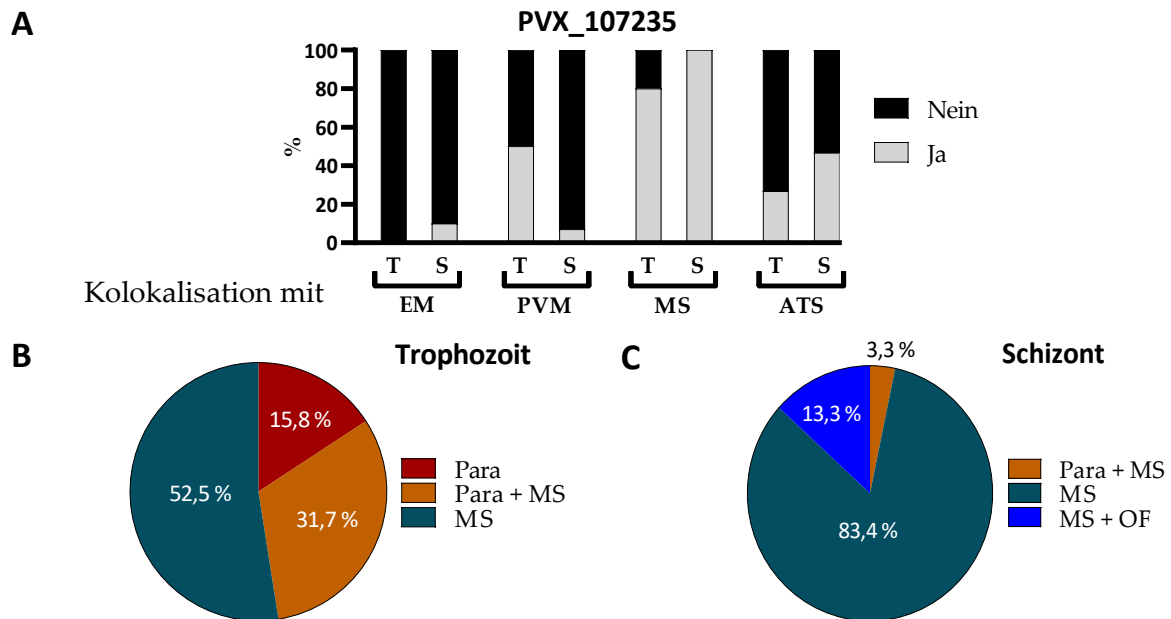 A
PVX_107235
100
80
60
40
20
0
%
Nein
Ja
T S T S T S T S
Kolokalisation mit
EM PVM MS ATS
B
Trophozoit
15,8 %
31,7 %
52,5 %
Para
Para + MS
MS
C
Schizont
3,3 %
13,3 %
83,4 %
Para + MS
MS
MS + OF